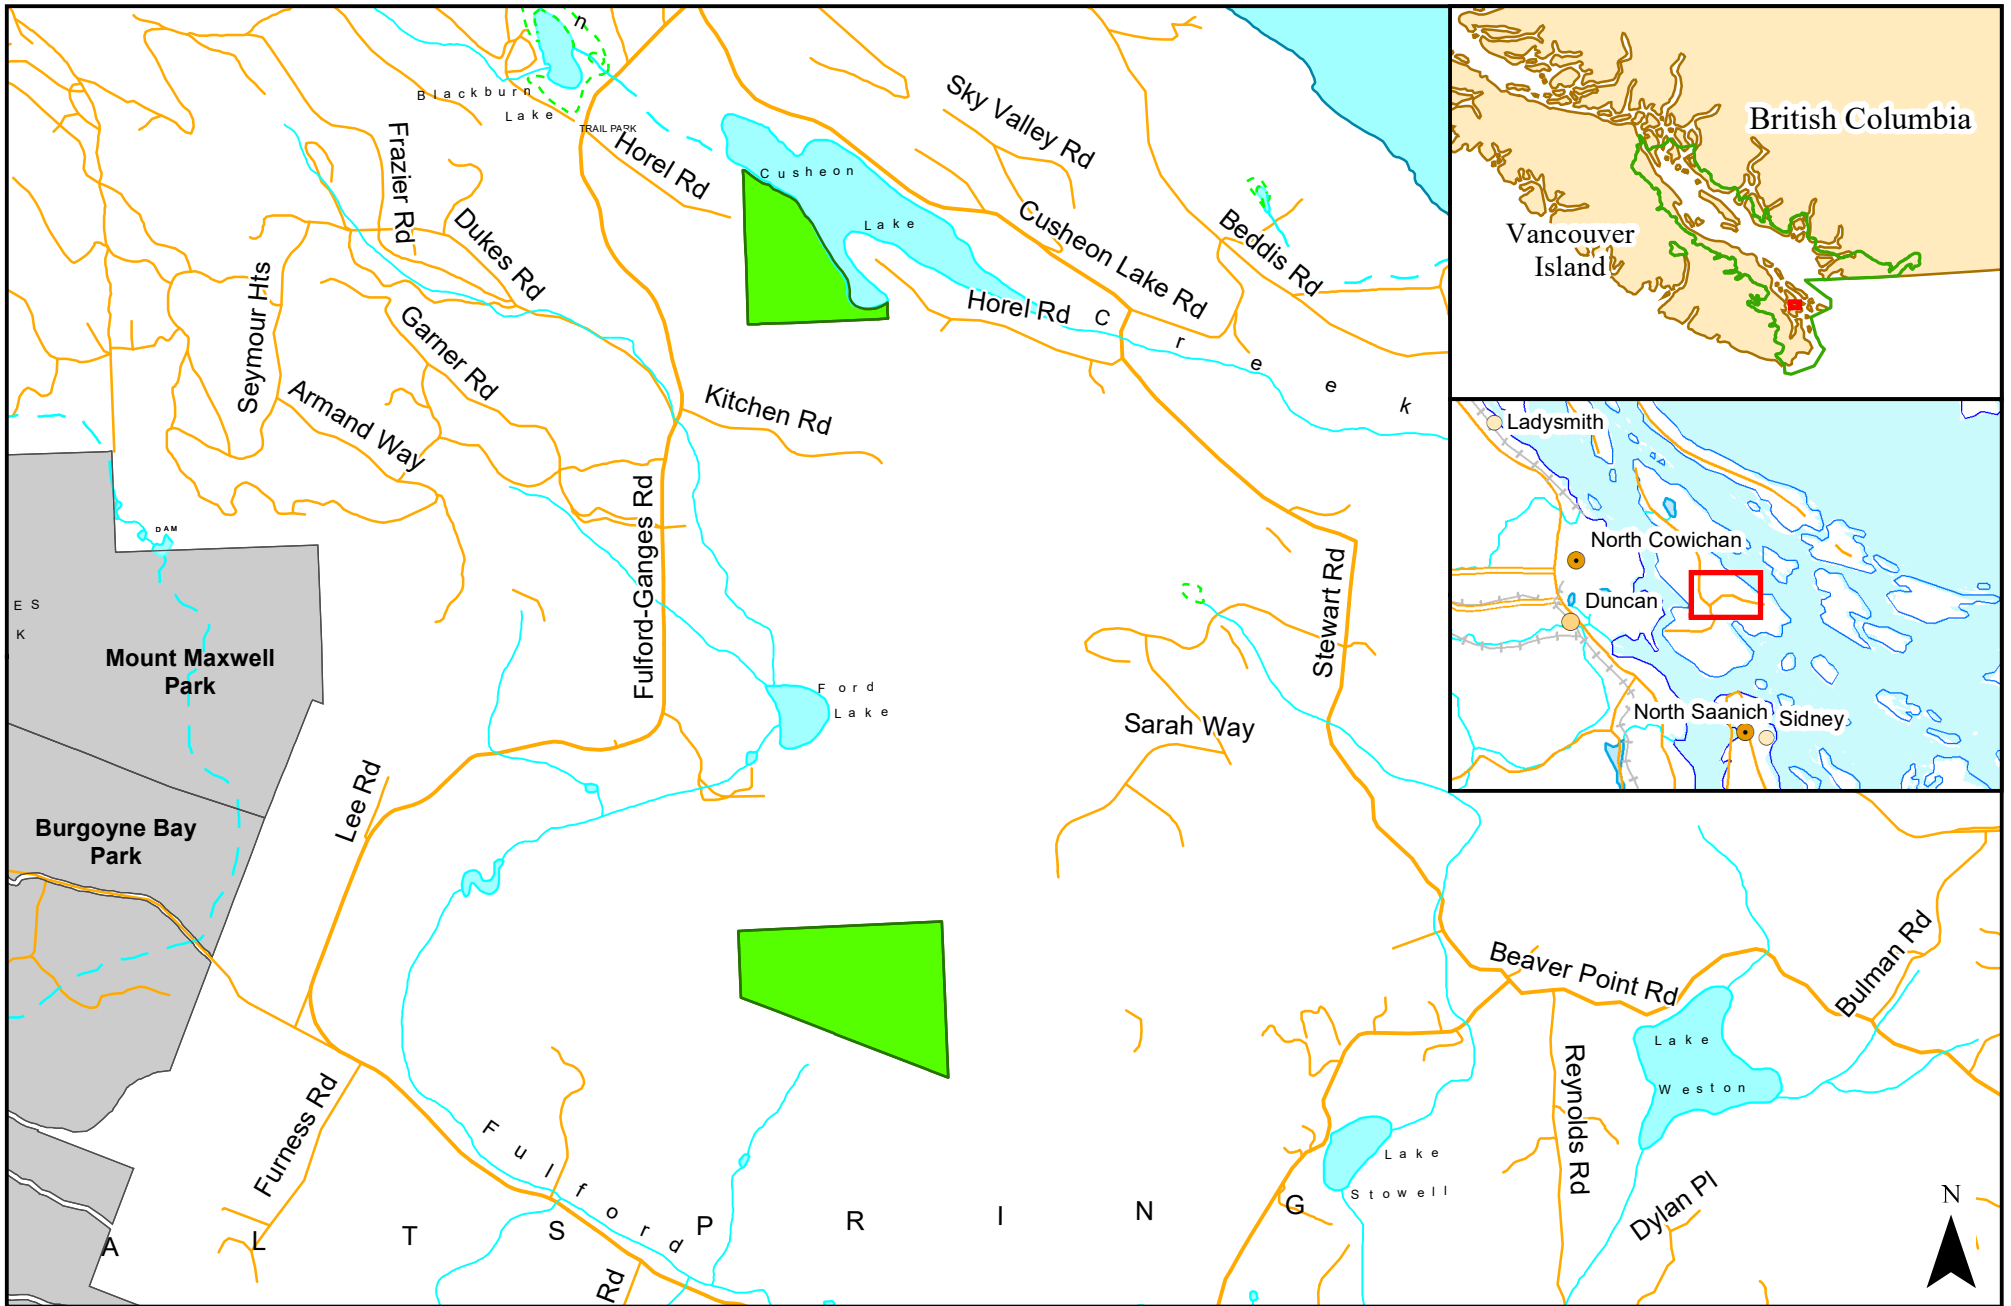 n
Blackburn
Lake
TRAIL PARK
Horel Rd
Frazier Rd
Dukes Rd
Cusheon
Lake
Sky Valley Rd
Cusheon Lake Rd
Beddis Rd
Horel Rd
C r e e k
Seymour Hts
Garner Rd
Armand Way
Kitchen Rd
Fulford-Ganges Rd
DAM
E S
K
Mount Maxwell
Park
Ford
Lake
Stewart Rd
Sarah Way
Lee Rd
Burgoyne Bay
Park
Beaver Point Rd
Bulman Rd
Lake
Weston
Reynolds Rd
Furness Rd
Fulford
Lake
Stowell
Dylan Pl
A L T S P R I N G
Rd
N
British Columbia
Vancouver
Island
Ladysmith
North Cowichan
Duncan
North Saanich
Sidney